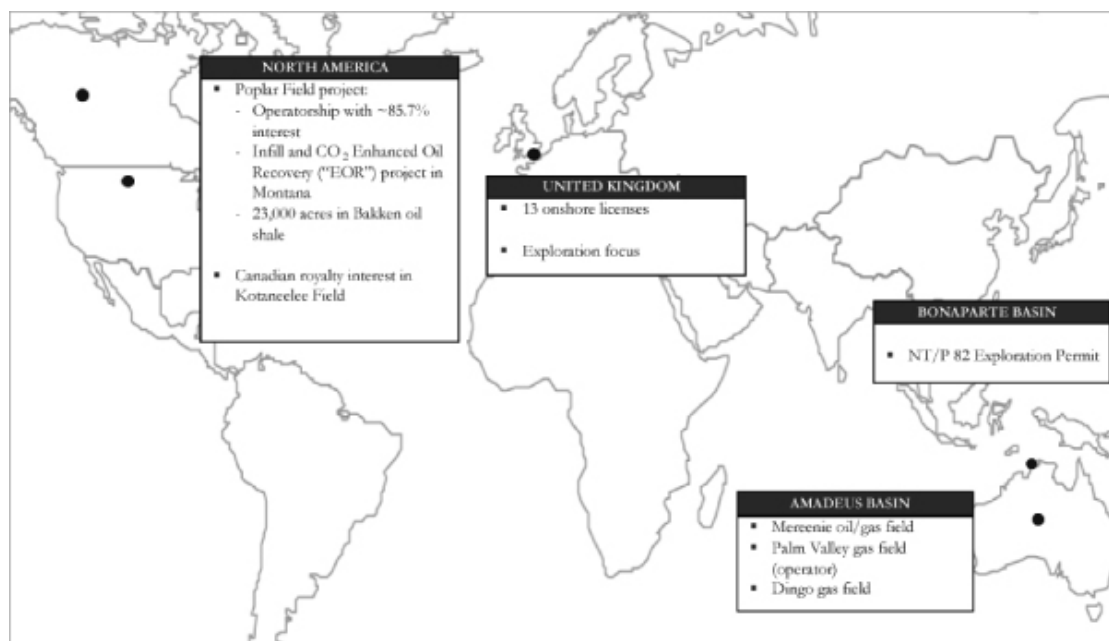 NORTH AMERICA
▪ Poplar Field project:
- Operatorship with ~85.7%
interest
- Infill and CO₂ Enhanced Oil
Recovery ("EOR") project in
Montana
- 23,000 acres in Bakken oil
shale
▪ Canadian royalty interest in
Kotaneelee Field
UNITED KINGDOM
▪ 13 onshore licenses
▪ Exploration focus
BONAPARTE BASIN
▪ NT/P 82 Exploration Permit
AMADEUS BASIN
▪ Mereenie oil/gas field
▪ Palm Valley gas field
(operator)
▪ Dingo gas field